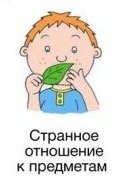 Странное
отношение
к предметам